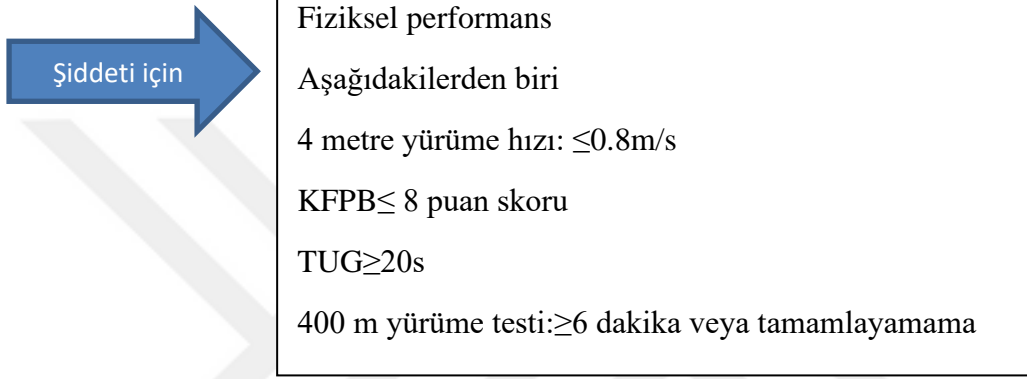 Fiziksel performans
Şiddeti için
Aşağıdakilerden biri
4 metre yürüme hızı: ≤0.8m/s
KFPB≤ 8 puan skoru
TUG≥20s
400 m yürüme testi:≥6 dakika veya tamamlayamama